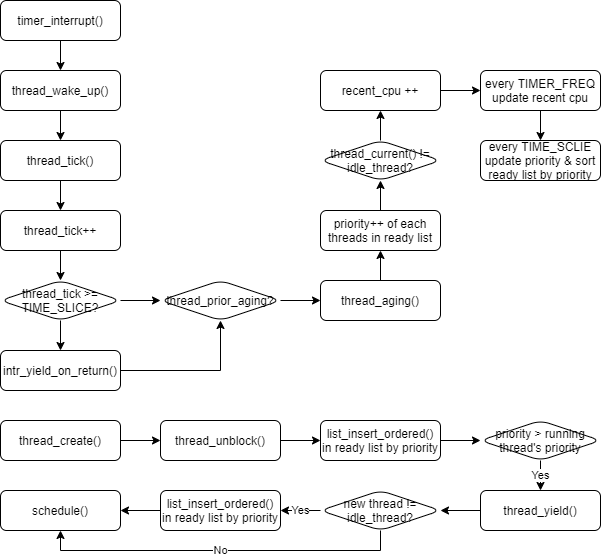 timer_interrupt()
thread_wake_up()
thread_tick()
thread_tick++
thread_tick >=
TIME_SLICE?
intr_yield_on_return()
thread_prior_aging?
thread_aging()
priority++ of each
threads in ready list
thread_current() !=
idle_thread?
recent_cpu ++
every TIMER_FREQ
update recent cpu
every TIME_SCLIE
update priority & sort
ready list by priority
thread_create()
thread_unblock()
list_insert_ordered()
in ready list by priority
priority > running
thread's priority
Yes
thread_yield()
new thread !=
idle_thread?
Yes
list_insert_ordered()
in ready list by priority
schedule()
No